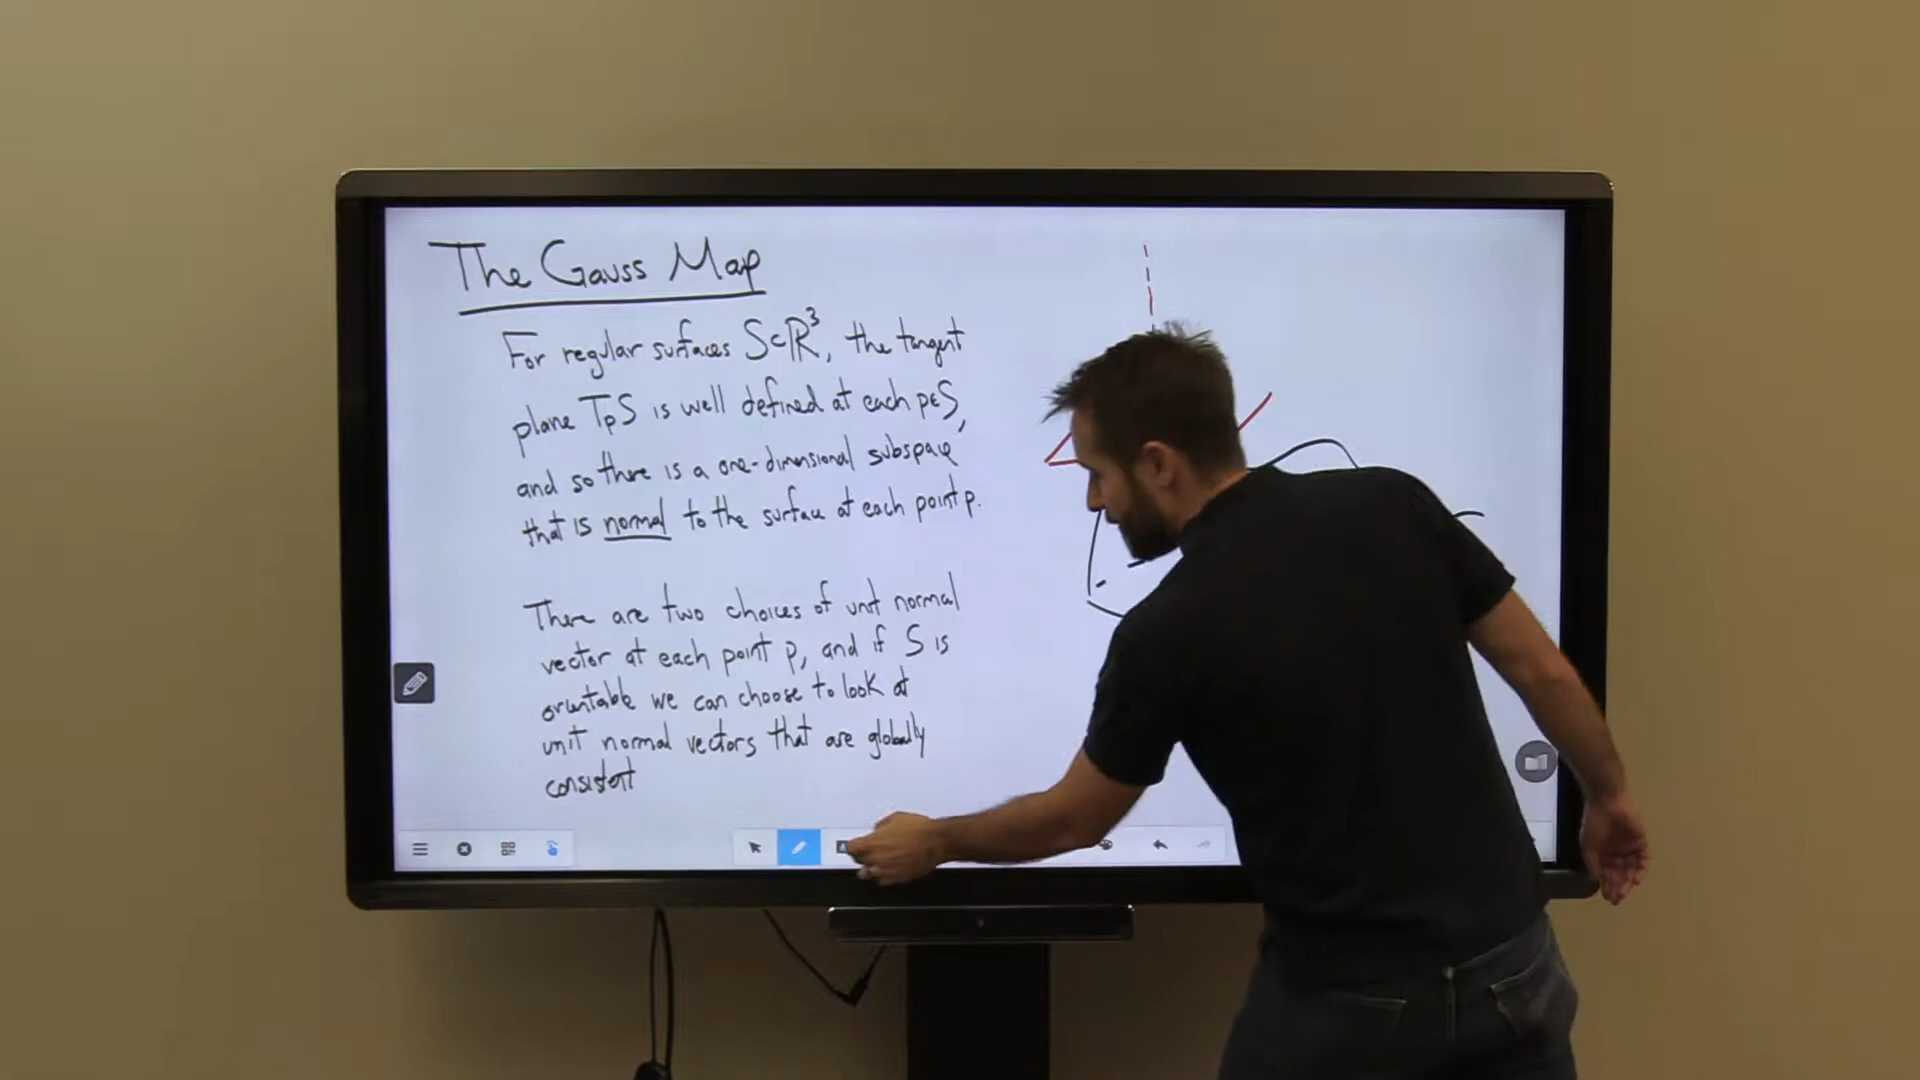 The Gauss Map
For regular surfaces S⊂ℝ³, the tangent
plane TₚS is well defined at each p∈S,
and so there is a one-dimensional subspace
that is normal to the surface at each point p.
There are two choices of unit normal
vector at each point p, and if S is
orientable we can choose to look at
unit normal vectors that are globally
consistent